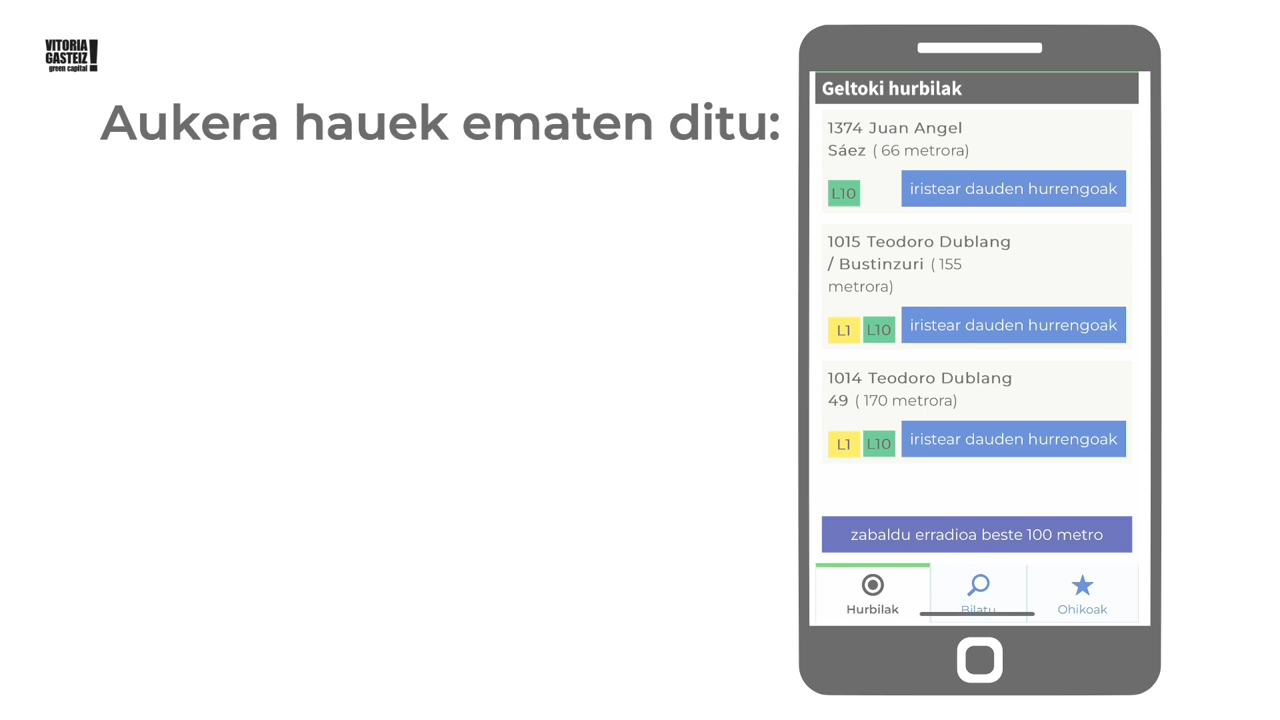 VITORIA
GASTEIZ!
green capital
Aukera hauek ematen ditu:
Geltoki hurbilak
1374 Juan Angel
Sáez ( 66 metrora)
L10
iristear dauden hurrengoak
1015 Teodoro Dublang
/ Bustinzuri ( 155
metrora)
L1 L10
iristear dauden hurrengoak
1014 Teodoro Dublang
49 ( 170 metrora)
L1 L10
iristear dauden hurrengoak
zabaldu erradioa beste 100 metro
Hurbilak
Bilatu
Ohikoak